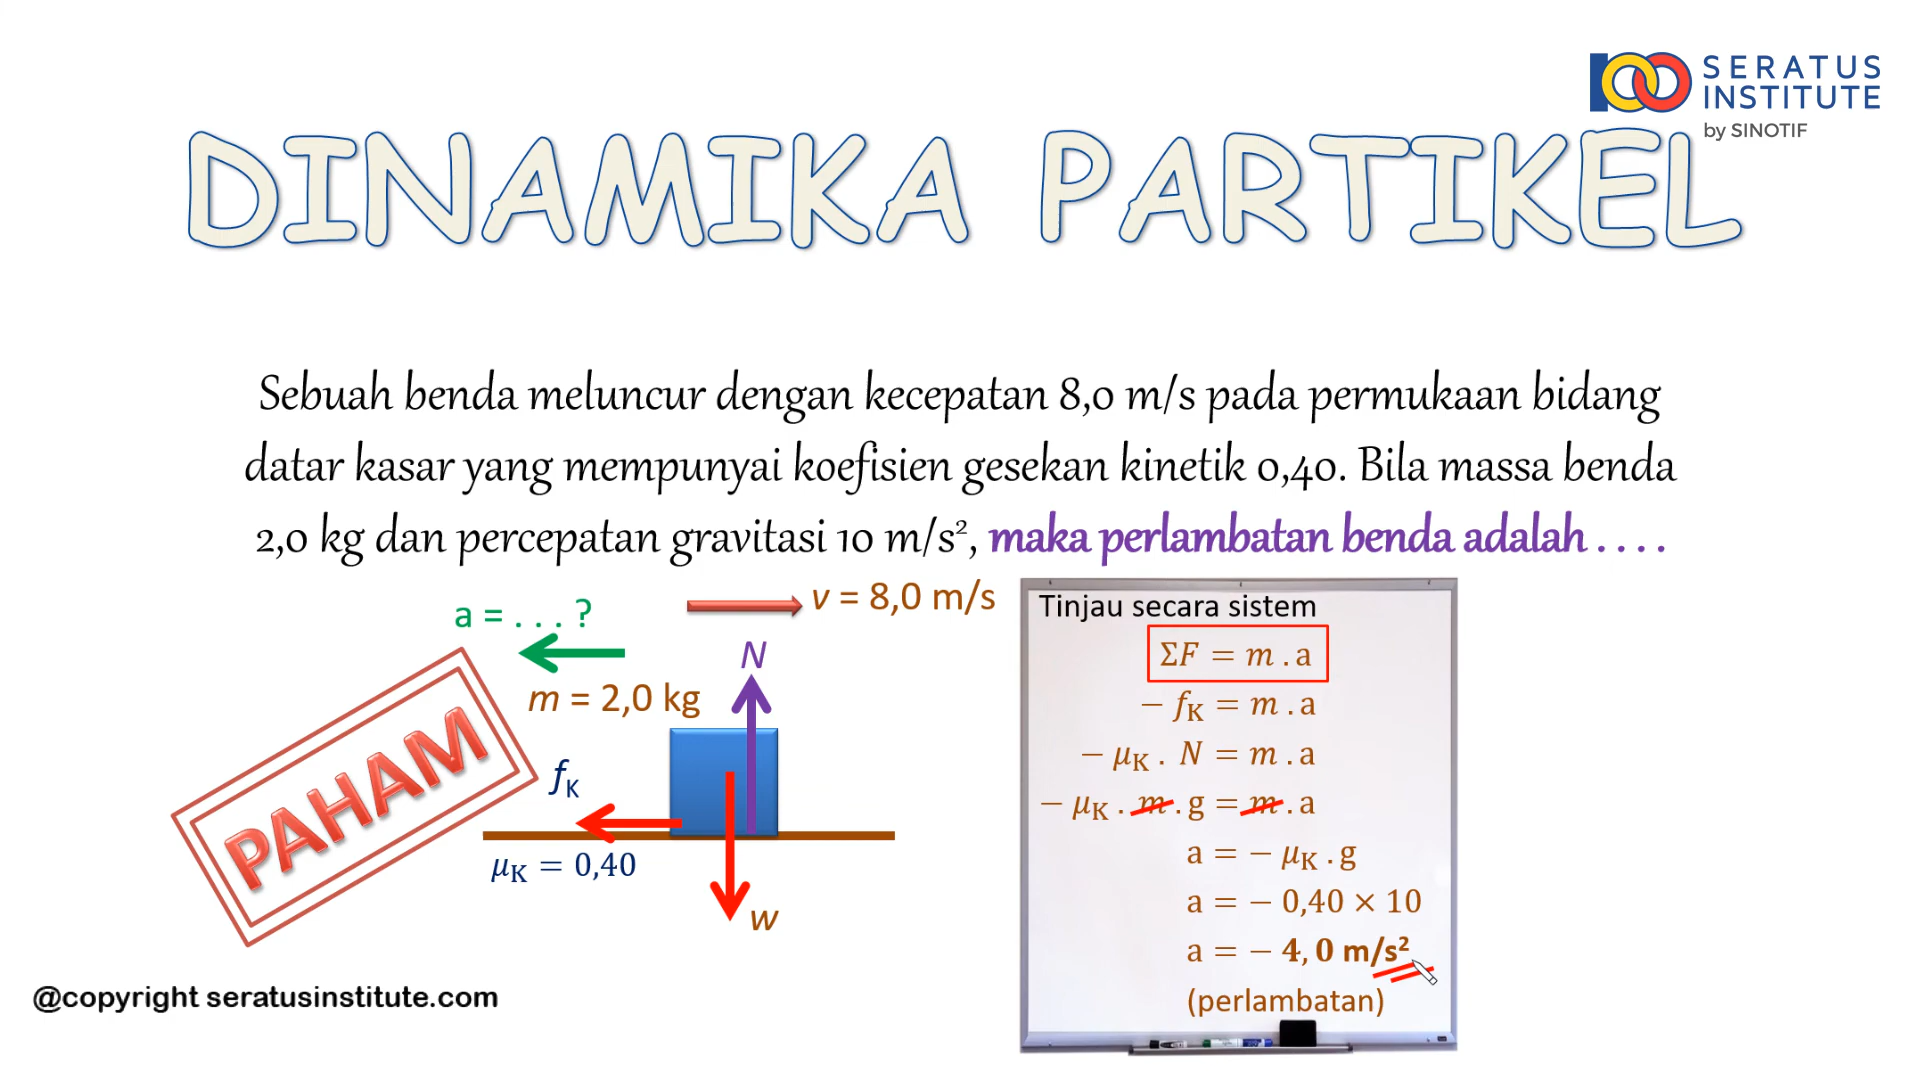 SERATUS
INSTITUTE
by SINOTIF
DINAMIKA PARTIKEL
Sebuah benda meluncur dengan kecepatan 8,0 m/s pada permukaan bidang
datar kasar yang mempunyai koefisien gesekan kinetik 0,40. Bila massa benda
2,0 kg dan percepatan gravitasi 10 m/s², maka perlambatan benda adalah . . . .
a = . . . ?
v = 8,0 m/s
N
m = 2,0 kg
PAHAM
fK
μK = 0,40
w
Tinjau secara sistem
ΣF = m . a
− fK = m . a
− μK . N = m . a
− μK . m . g = m . a
a = − μK . g
a = − 0,40 × 10
a = − 4, 0 m/s²
(perlambatan)
@copyright seratusinstitute.com